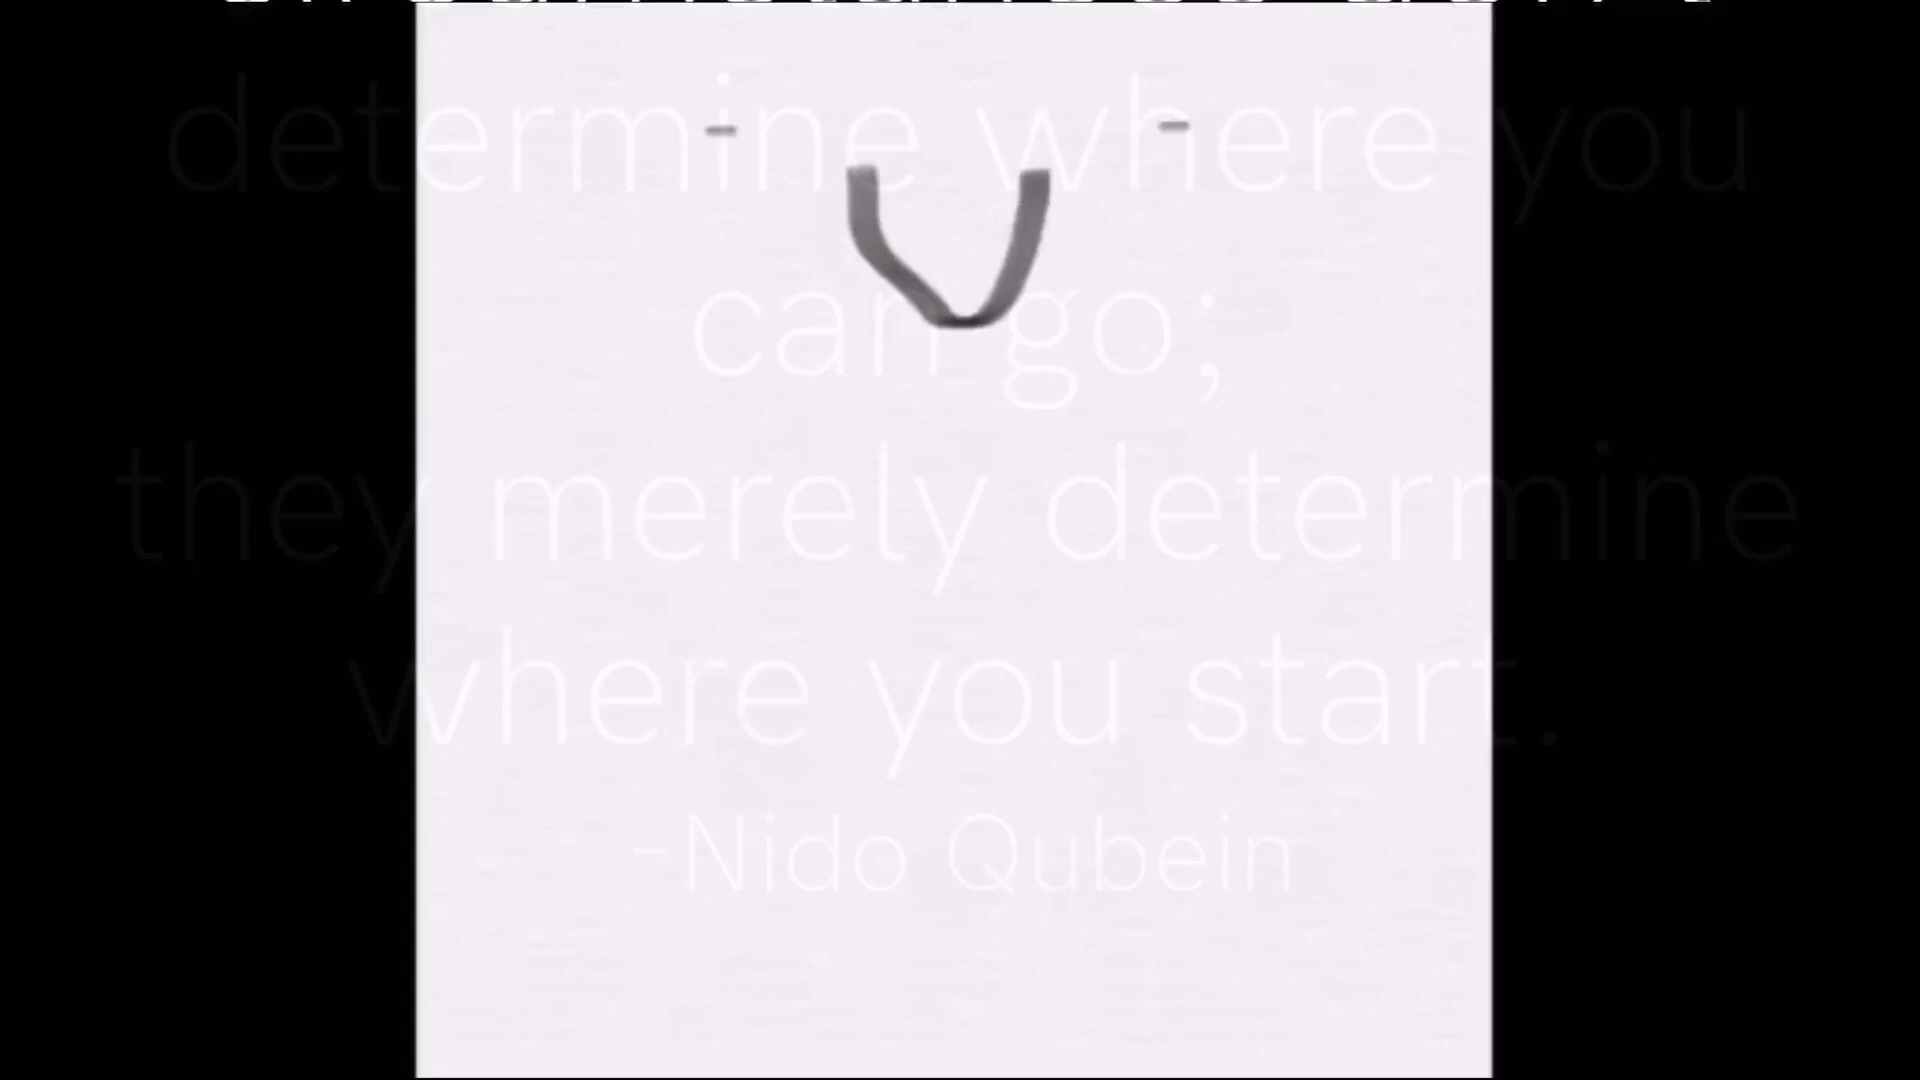 determine where you
can go;
they merely determine
where you start.
-Nido Qubein